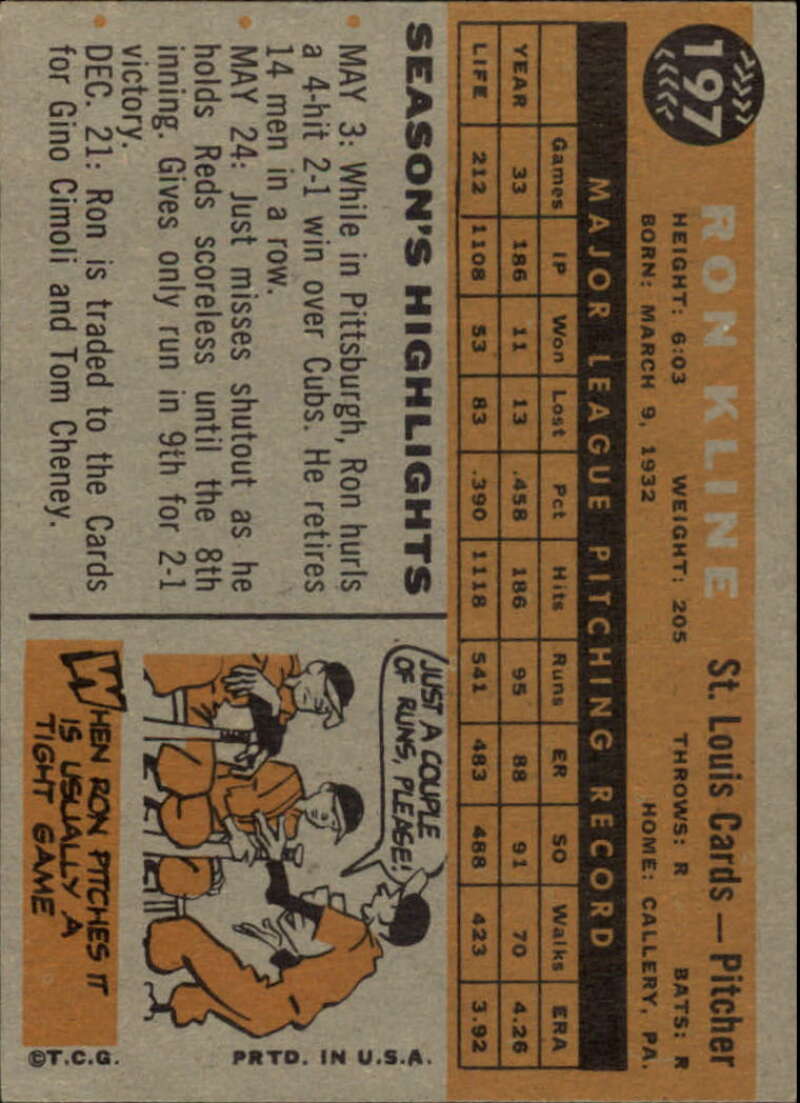 197
RON KLINE
St. Louis Cards — Pitcher
HEIGHT: 6:03 WEIGHT: 205 THROWS: R BATS: R
BORN: MARCH 9, 1932 HOME: CALLERY, PA.
MAJOR LEAGUE PITCHING RECORD
Games IP Won Lost Pct Hits Runs ER SO Walks ERA
YEAR 33 186 11 13 .458 186 95 88 91 70 4.26
LIFE 212 1108 53 83 .390 1118 541 483 468 423 3.92
SEASON'S HIGHLIGHTS
• MAY 3: While in Pittsburgh, Ron hurls
a 4-hit 2-1 win over Cubs. He retires
14 men in a row.
• MAY 24: Just misses shutout as he
holds Reds scoreless until the 8th
inning. Gives only run in 9th for 2-1
victory.
• DEC. 21: Ron is traded to the Cards
for Gino Cimoli and Tom Cheney.
JUST A COUPLE
OF RUNS, PLEASE!
WHEN RON PITCHES IT
IS USUALLY A
TIGHT GAME
©T.C.G. PRTD. IN U.S.A.